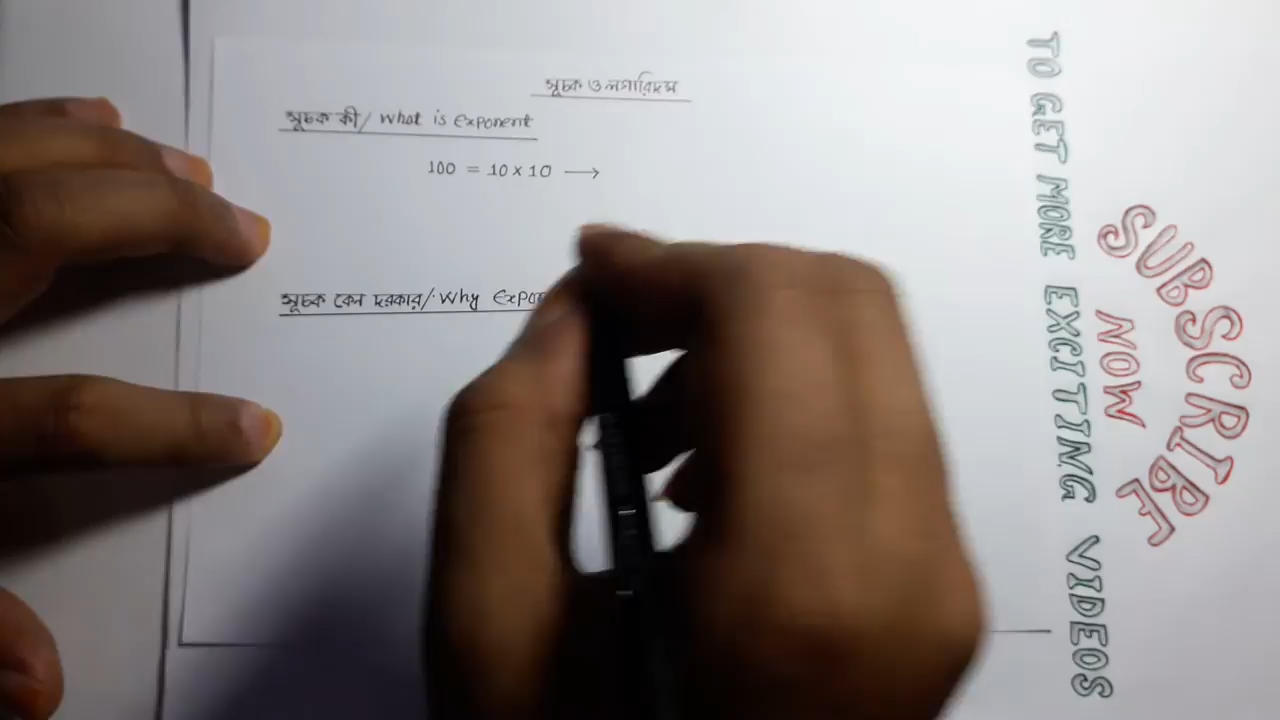 সূচক ও লগারিদম
সূচক কী / What is Exponent
100 = 10 × 10 →
সূচক কেন দরকার / Why
TO GET MORE EXCITING VIDEOS
SUBSCRIBE
NOW